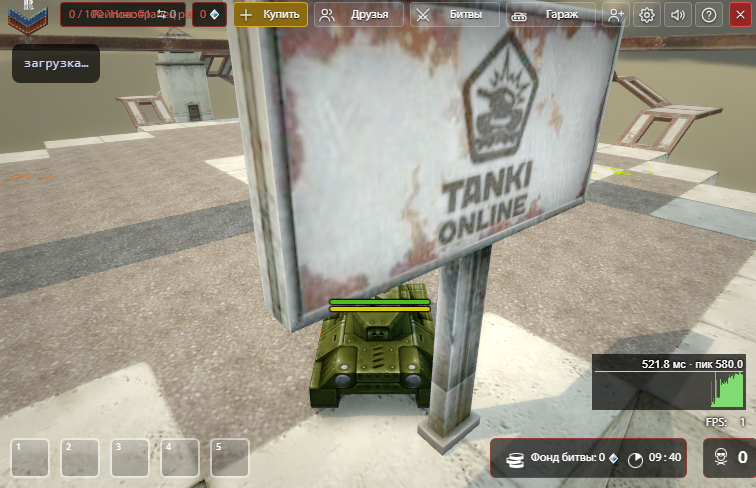 0
Купить
Друзья
Битвы
Гараж
загрузка...
TANKI
ONLINE
521.8 мс · пик 580.0
FPS: 1
1
2
3
4
5
Фонд битвы: 0
09:40
0